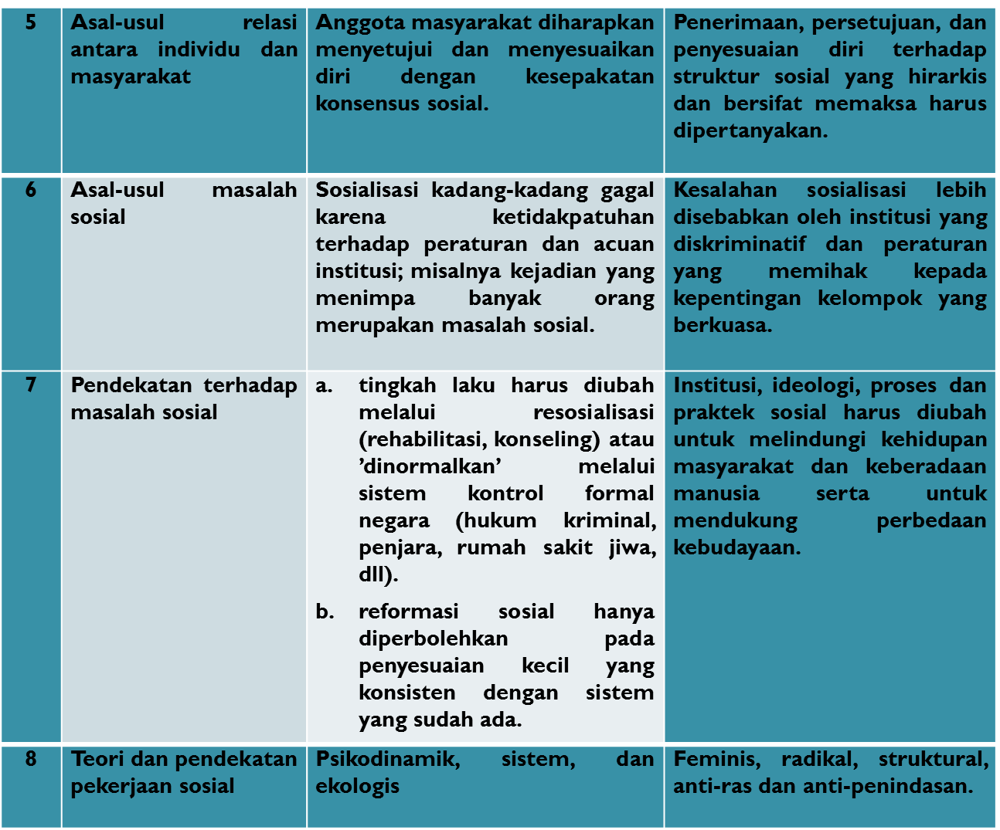 5
Asal-usul relasi
antara individu dan
masyarakat
Anggota masyarakat diharapkan
menyetujui dan menyesuaikan
diri dengan kesepakatan
konsensus sosial.
Penerimaan, persetujuan, dan
penyesuaian diri terhadap
struktur sosial yang hirarkis
dan bersifat memaksa harus
dipertanyakan.
6
Asal-usul masalah
sosial
Sosialisasi kadang-kadang gagal
karena ketidakpatuhan
terhadap peraturan dan acuan
institusi; misalnya kejadian yang
menimpa banyak orang
merupakan masalah sosial.
Kesalahan sosialisasi lebih
disebabkan oleh institusi yang
diskriminatif dan peraturan
yang memihak kepada
kepentingan kelompok yang
berkuasa.
7
Pendekatan terhadap
masalah sosial
a. tingkah laku harus diubah
melalui resosialisasi
(rehabilitasi, konseling) atau
’dinormalkan’ melalui
sistem kontrol formal
negara (hukum kriminal,
penjara, rumah sakit jiwa,
dll).
b. reformasi sosial hanya
diperbolehkan pada
penyesuaian kecil yang
konsisten dengan sistem
yang sudah ada.
Institusi, ideologi, proses dan
praktek sosial harus diubah
untuk melindungi kehidupan
masyarakat dan keberadaan
manusia serta untuk
mendukung perbedaan
kebudayaan.
8
Teori dan pendekatan
pekerjaan sosial
Psikodinamik, sistem, dan
ekologis
Feminis, radikal, struktural,
anti-ras dan anti-penindasan.